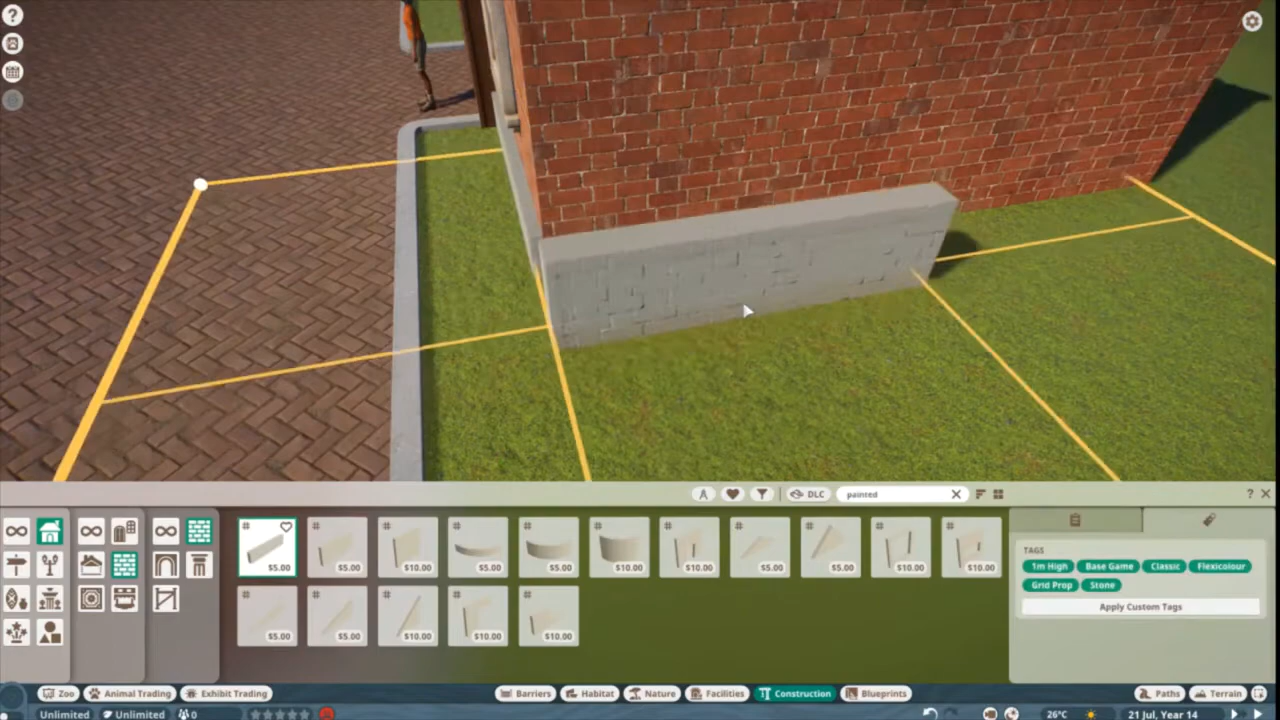 DLC painted
# $5.00 # $5.00 # $10.00 # $5.00 # $5.00 # $10.00 # $10.00 # $5.00 # $5.00 # $10.00 # $10.00
# $5.00 # $5.00 # $10.00 # $10.00 # $10.00
TAGS
1m High Base Game Classic Flexicolour
Grid Prop Stone
Apply Custom Tags
Zoo Animal Trading Exhibit Trading Barriers Habitat Nature Facilities Construction Blueprints Paths Terrain
Unlimited Unlimited 0 26°C 21 Jul, Year 14